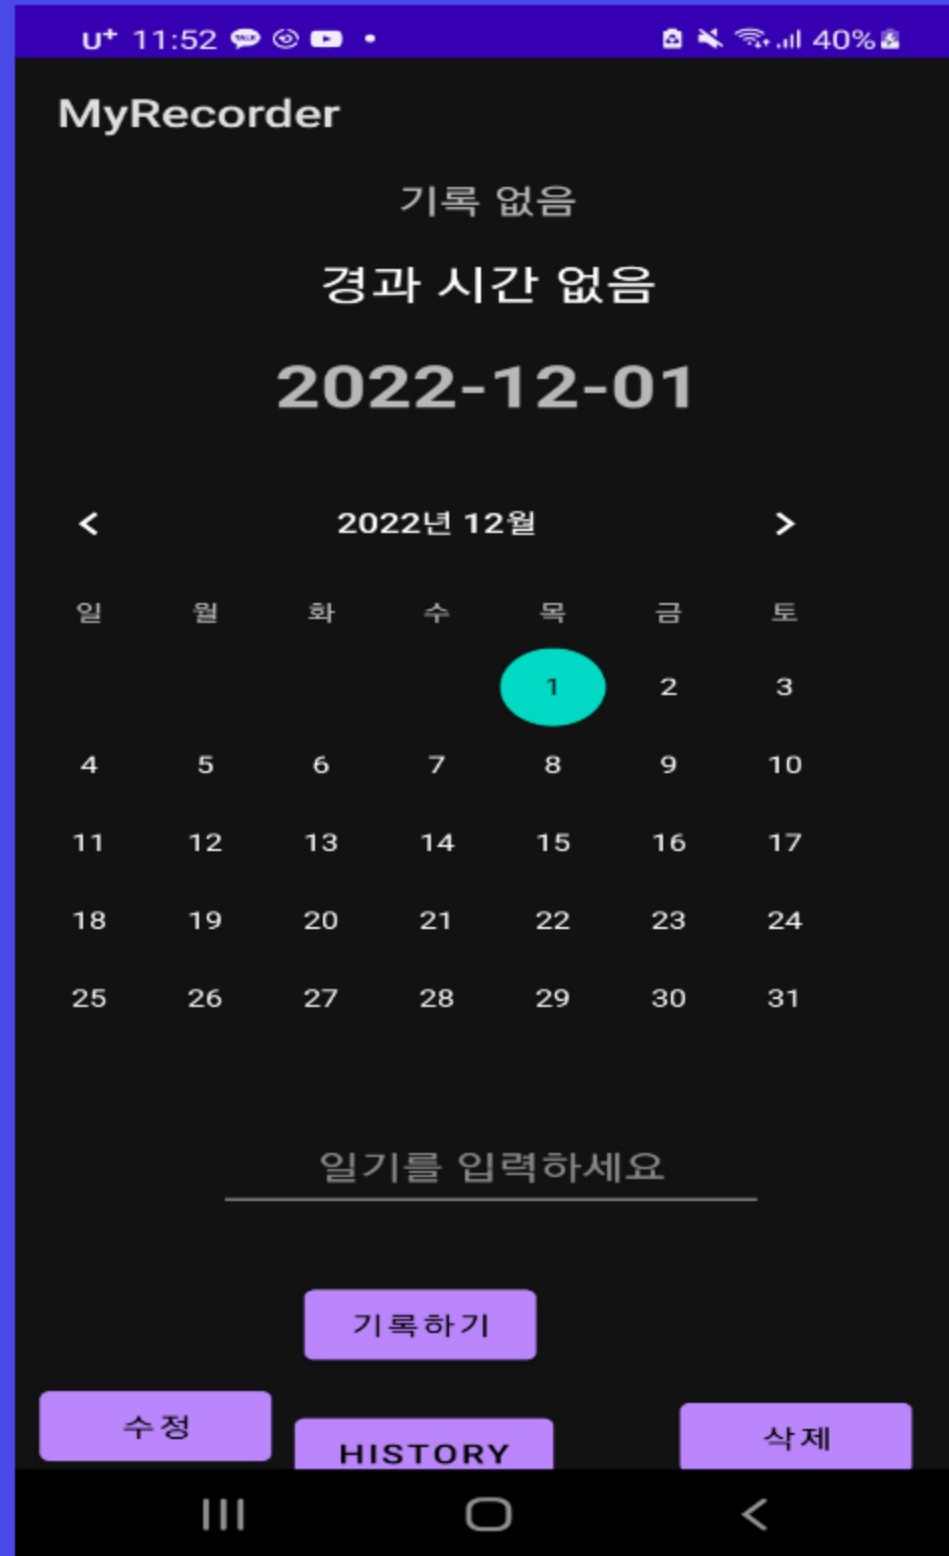 U+ 11:52 40%
MyRecorder
기록 없음
경과 시간 없음
2022-12-01
2022년 12월
일 월 화 수 목 금 토
1 2 3
4 5 6 7 8 9 10
11 12 13 14 15 16 17
18 19 20 21 22 23 24
25 26 27 28 29 30 31
일기를 입력하세요
기록하기
수정
HISTORY
삭제